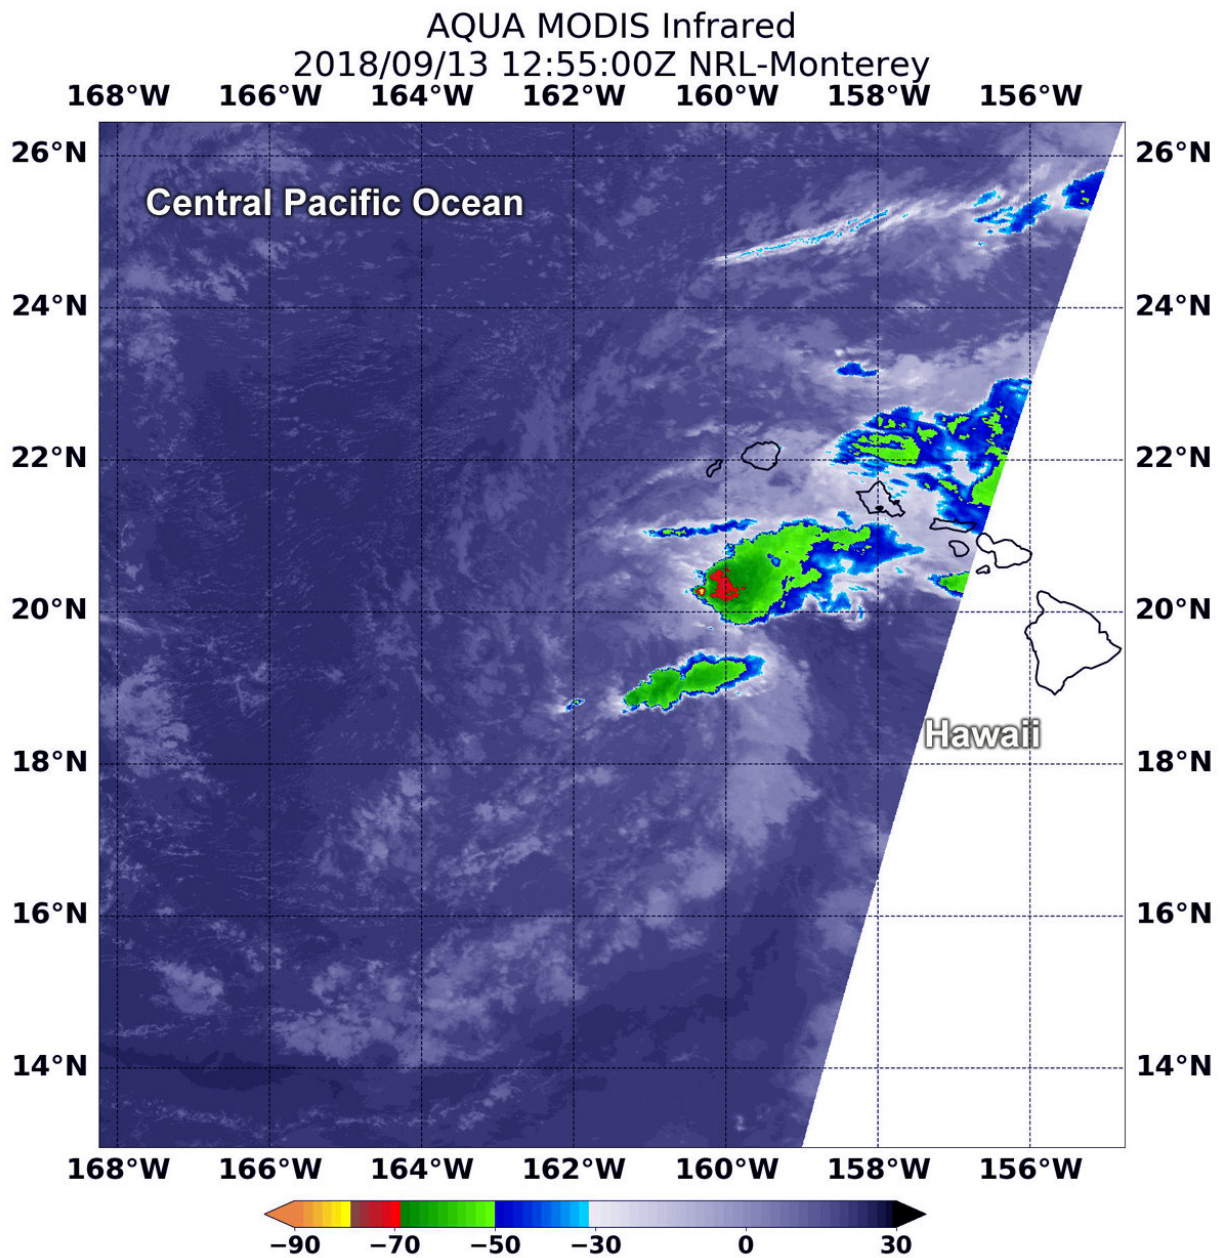 AQUA MODIS Infrared
2018/09/13 12:55:00Z NRL-Monterey
168°W 166°W 164°W 162°W 160°W 158°W 156°W
26°N 26°N
Central Pacific Ocean
24°N 24°N
22°N 22°N
20°N 20°N
Hawaii
18°N 18°N
16°N 16°N
14°N 14°N
168°W 166°W 164°W 162°W 160°W 158°W 156°W
−90 −70 −50 −30 0 30